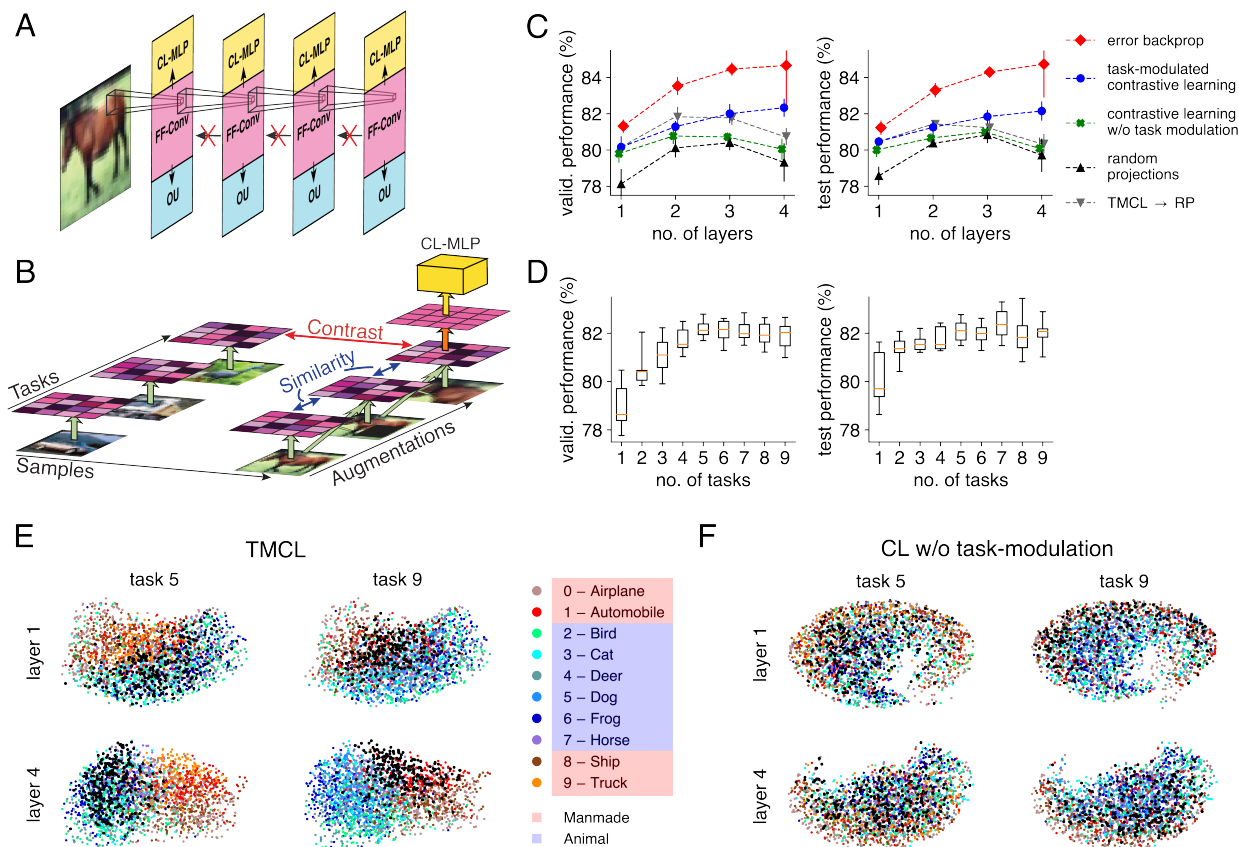 A
CL-MLP
CL-MLP
CL-MLP
CL-MLP
FF-Conv
FF-Conv
FF-Conv
FF-Conv
OU
OU
OU
OU
B
CL-MLP
Contrast
Similarity
Tasks
Samples
Augmentations
C
valid. performance (%)
84
82
80
78
1 2 3 4
no. of layers
test performance (%)
84
82
80
78
1 2 3 4
no. of layers
error backprop
task-modulated
contrastive learning
contrastive learning
w/o task modulation
random
projections
TMCL → RP
D
valid. performance (%)
82
80
78
1 2 3 4 5 6 7 8 9
no. of tasks
test performance (%)
82
80
78
1 2 3 4 5 6 7 8 9
no. of tasks
E
TMCL
task 5 task 9
layer 1
layer 4
0 – Airplane
1 – Automobile
2 – Bird
3 – Cat
4 – Deer
5 – Dog
6 – Frog
7 – Horse
8 – Ship
9 – Truck
Manmade
Animal
F
CL w/o task-modulation
task 5 task 9
layer 1
layer 4